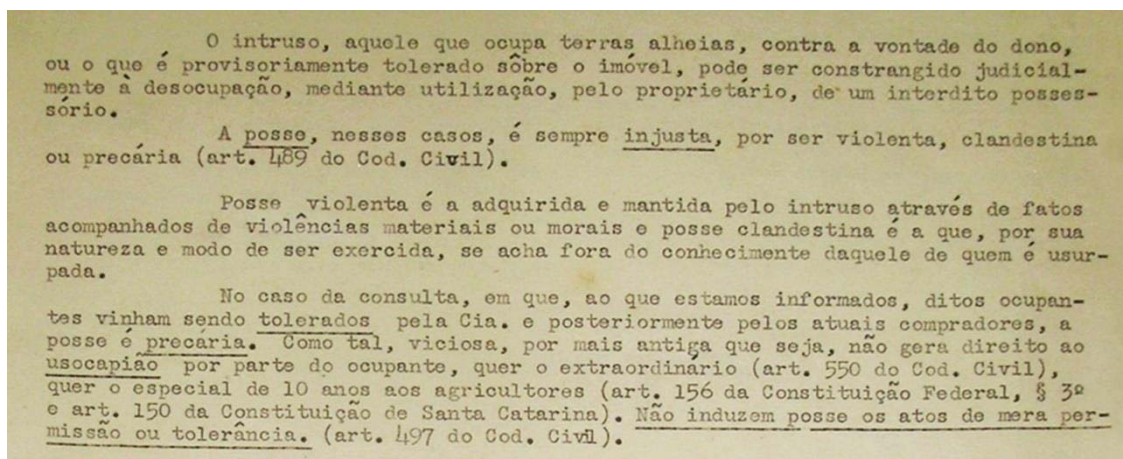 O intruso, aquele que ocupa terras alheias, contra a vontade do dono,
ou o que é provisoriamente tolerado sôbre o imóvel, pode ser constrangido judicial-
mente à desocupação, mediante utilização, pelo proprietário, de um interdito posses-
sório.
A posse, nesses casos, é sempre injusta, por ser violenta, clandestina
ou precária (art. 489 do Cod. Civil).
Posse violenta é a adquirida e mantida pelo intruso através de fatos
acompanhados de violências materiais ou morais e posse clandestina é a que, por sua
natureza e modo de ser exercida, se acha fora do conhecimento daquele de quem é usur-
pada.
No caso da consulta, em que, ao que estamos informados, ditos ocupan-
tes vinham sendo tolerados pela Cia. e posteriormente pelos atuais compradores, a
posse é precária. Como tal, viciosa, por mais antiga que seja, não gera direito ao
usocapião por parte do ocupante, quer o extraordinário (art. 550 do Cod. Civil),
quer o especial de 10 anos aos agricultores (art. 156 da Constituição Federal, § 3º
e art. 150 da Constituição de Santa Catarina). Não induzem posse os atos de mera per-
missão ou tolerância. (art. 497 do Cod. Civil).